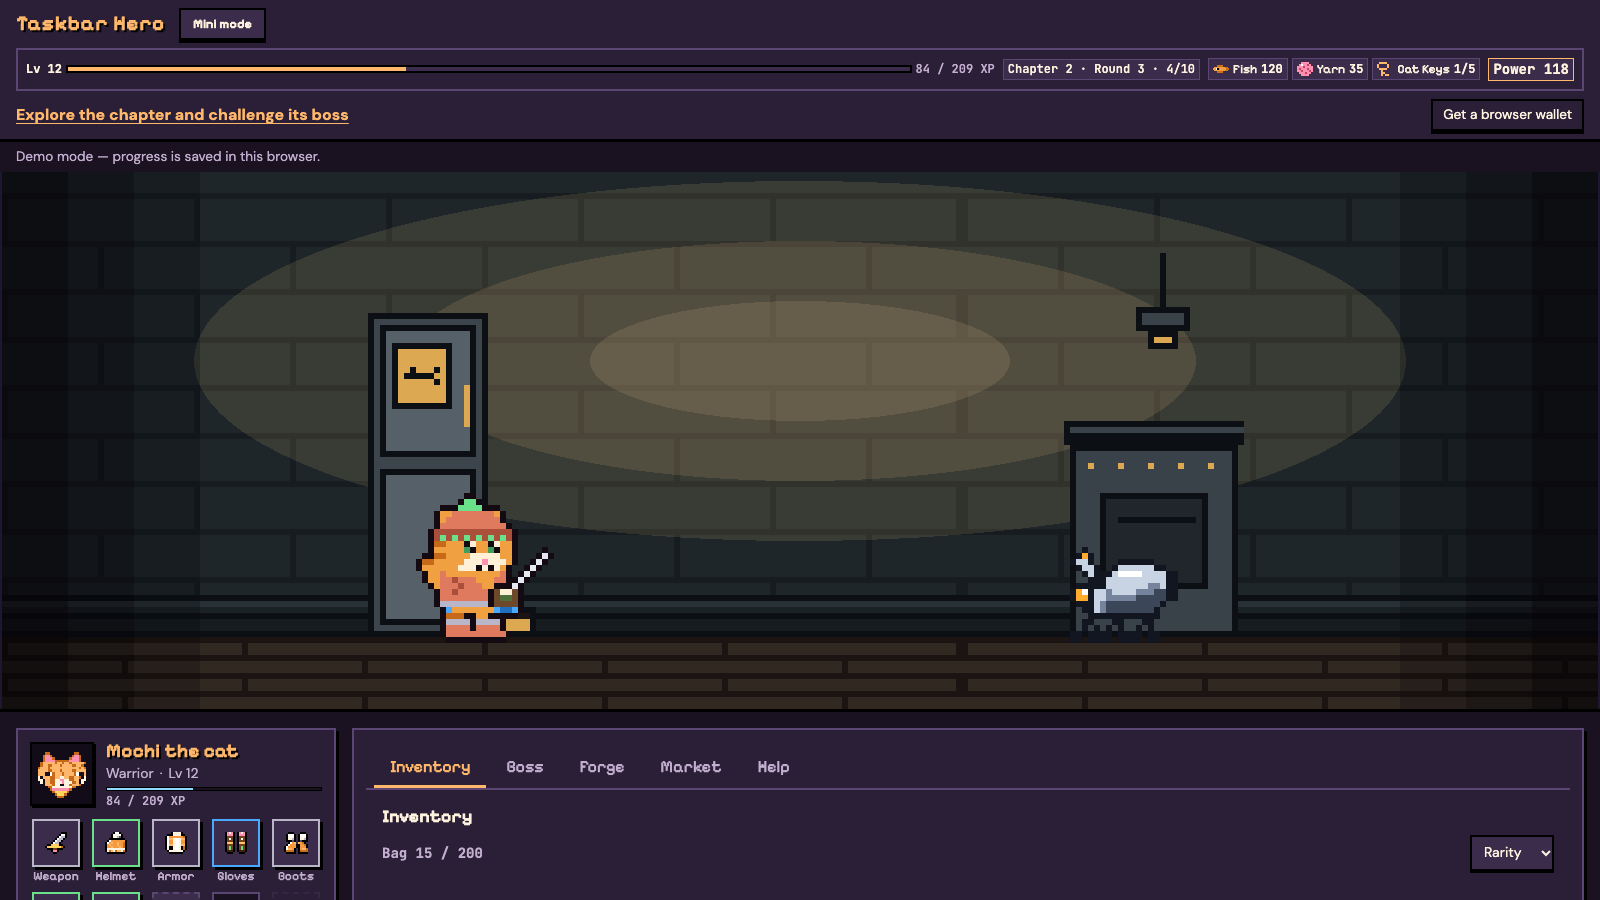 Taskbar Hero
Mini mode
Lv 12
84 / 209 XP
Chapter 2 · Round 3 · 4/10
Fish 120
Yarn 35
Cat Keys 1/5
Power 118
Explore the chapter and challenge its boss
Get a browser wallet
Demo mode — progress is saved in this browser.
Mochi the cat
Warrior · Lv 12
84 / 209 XP
Weapon
Helmet
Armor
Gloves
Boots
Inventory
Boss
Forge
Market
Help
Inventory
Bag 15 / 200
Rarity